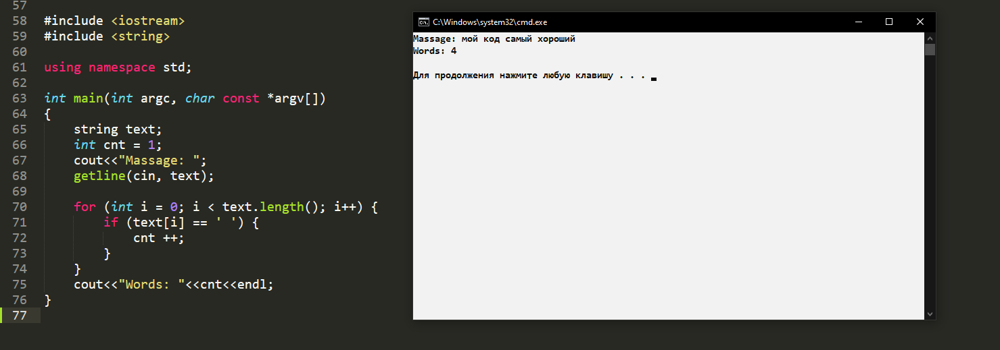 57
58 #include <iostream>
59 #include <string>
60
61 using namespace std;
62
63 int main(int argc, char const *argv[])
64 {
65 string text;
66 int cnt = 1;
67 cout<<"Massage: ";
68 getline(cin, text);
69
70 for (int i = 0; i < text.length(); i++) {
71 if (text[i] == ' ') {
72 cnt ++;
73 }
74 }
75 cout<<"Words: "<<cnt<<endl;
76 }
77
C:\Windows\system32\cmd.exe
Massage: мой код самый хороший
Words: 4
Для продолжения нажмите любую клавишу . . .